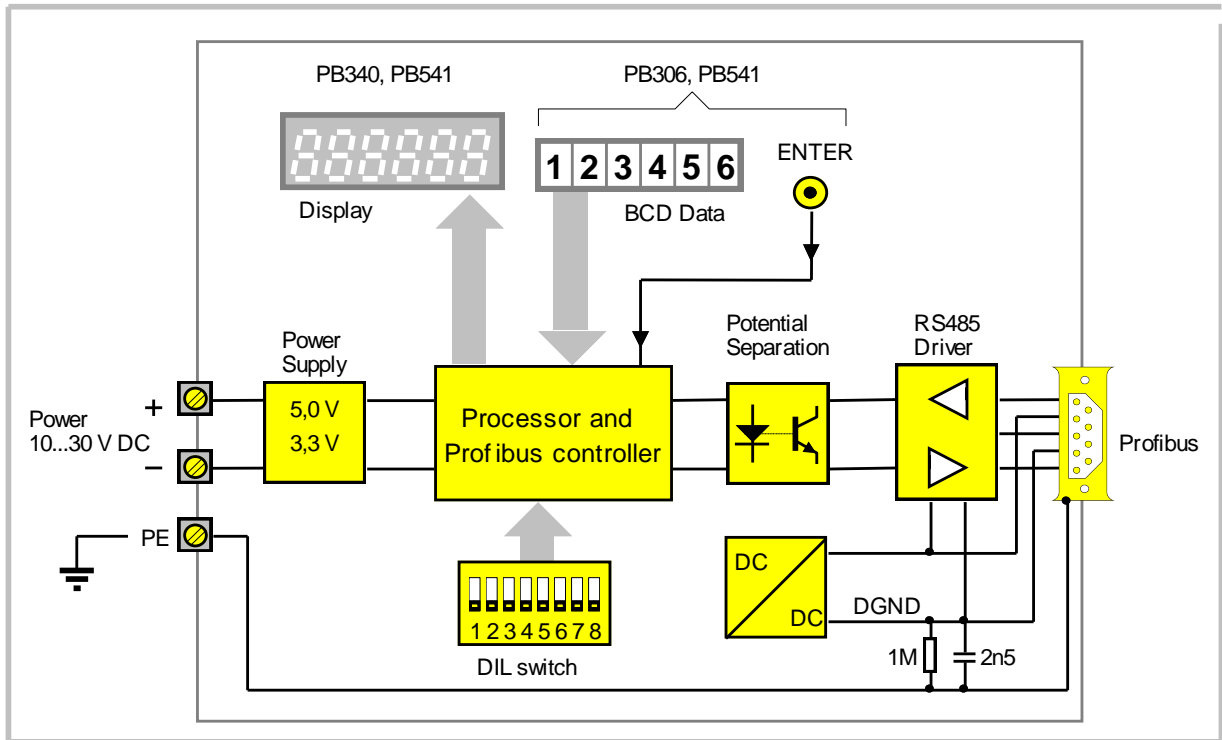 PB340, PB541
PB306, PB541
1 2 3 4 5 6
ENTER
Display
BCD Data
Power
Supply
Potential
Separation
RS485
Driver
+
Power
10...30 V DC
−
5,0 V
3,3 V
Processor and
Profibus controller
Profibus
PE
DC
DC
DGND
1 2 3 4 5 6 7 8
1M
2n5
DIL switch